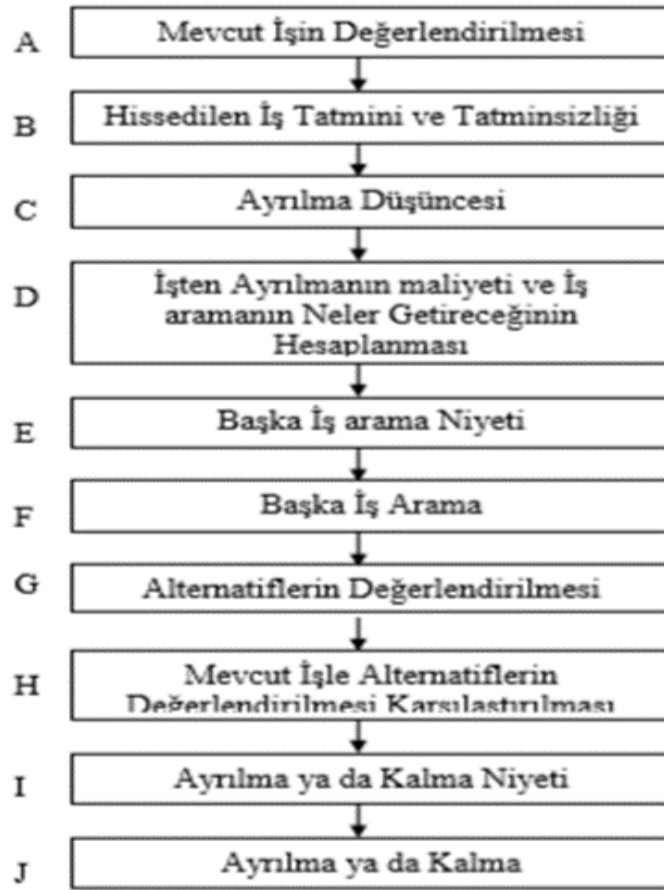 A
Mevcut İşin Değerlendirilmesi
B
Hissedilen İş Tatmini ve Tatminsizliği
C
Ayrılma Düşüncesi
D
İşten Ayrılmanın maliyeti ve İş
aramanın Neler Getireceğinin
Hesaplanması
E
Başka İş arama Niyeti
F
Başka İş Arama
G
Alternatiflerin Değerlendirilmesi
H
Mevcut İşle Alternatiflerin
Değerlendirilmesi Karşılaştırılması
I
Ayrılma ya da Kalma Niyeti
J
Ayrılma ya da Kalma